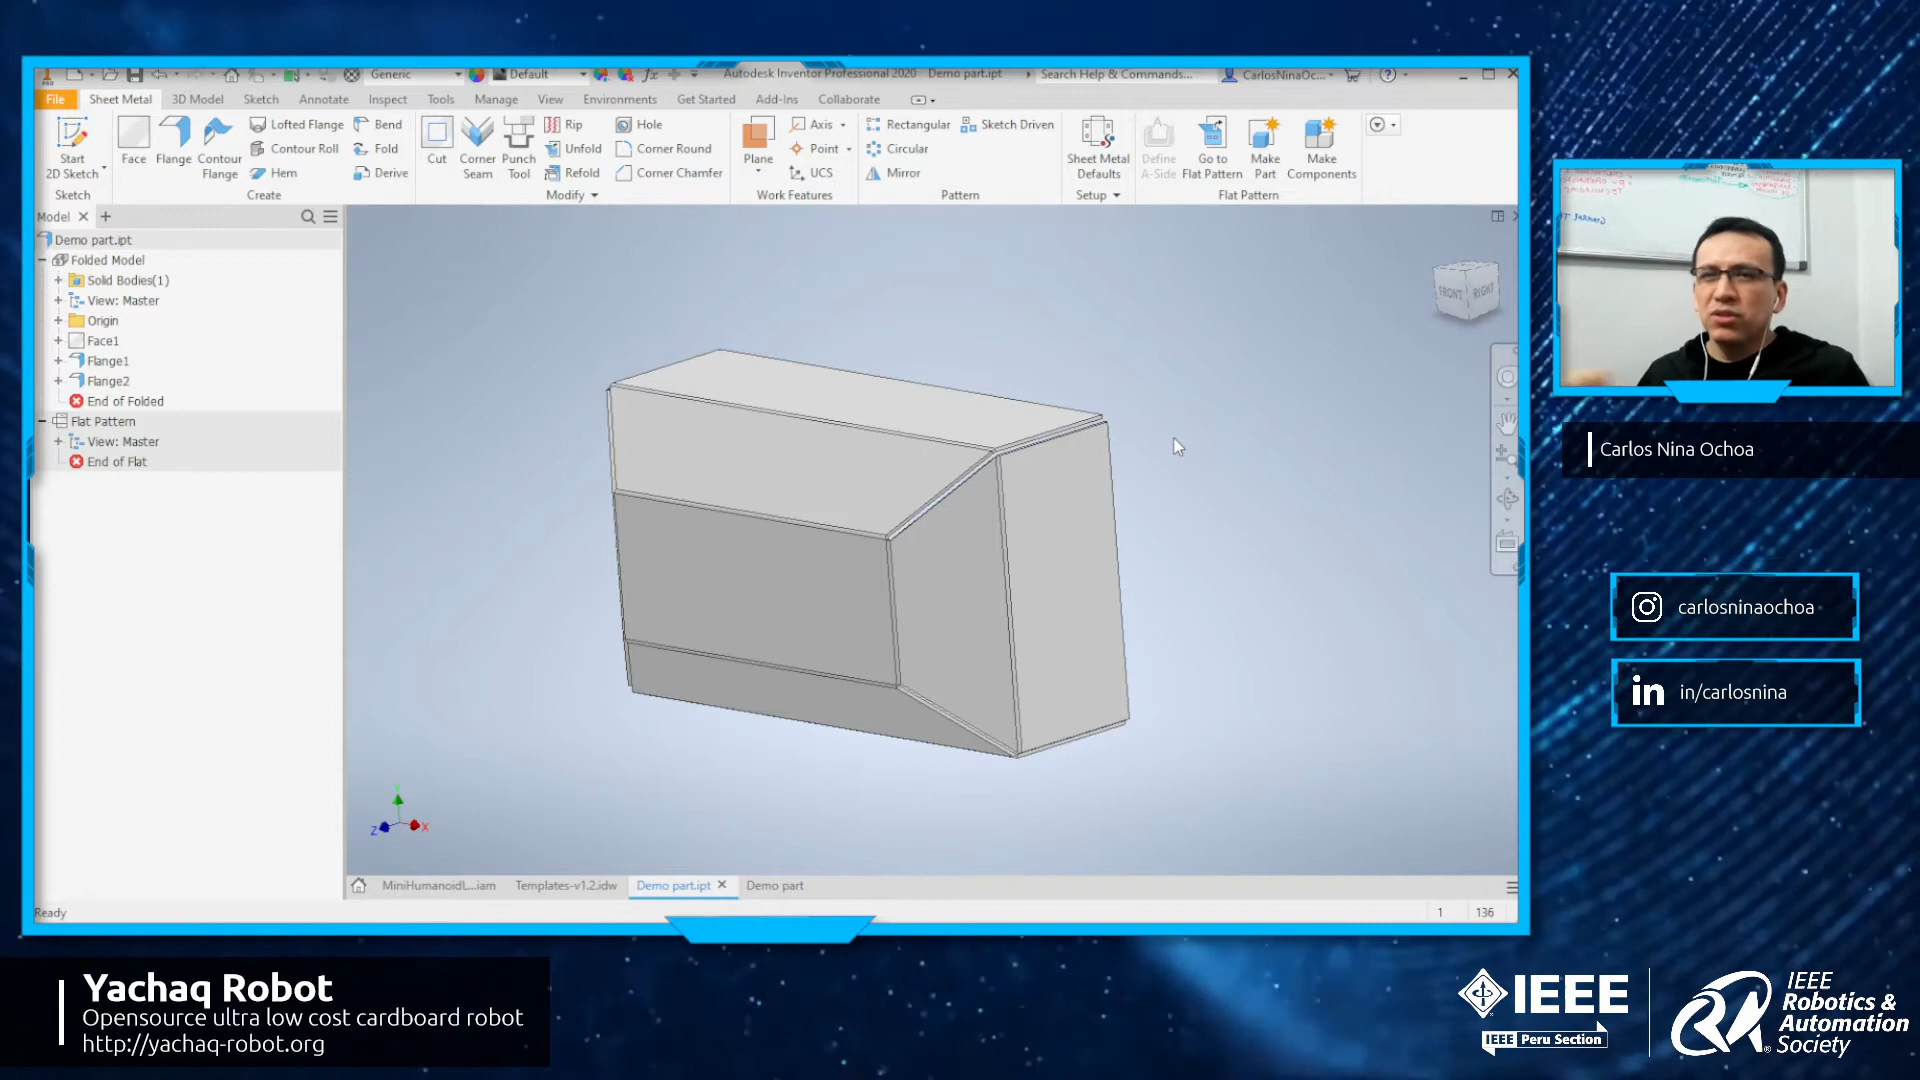 Generic
Default
Autodesk Inventor Professional 2020 Demo part.ipt
Search Help & Commands...
CarlosNinaOc...
File Sheet Metal 3D Model Sketch Annotate Inspect Tools Manage View Environments Get Started Add-Ins Collaborate
Start
2D Sketch
Sketch
Face
Flange
Contour
Flange
Lofted Flange
Contour Roll
Hem
Bend
Fold
Derive
Create
Cut
Corner
Seam
Punch
Tool
Rip
Unfold
Refold
Hole
Corner Round
Corner Chamfer
Modify
Plane
Axis
Point
UCS
Work Features
Rectangular
Circular
Mirror
Sketch Driven
Pattern
Sheet Metal
Defaults
Setup
Define
A-Side
Go to
Flat Pattern
Make
Part
Make
Components
Flat Pattern
Model
Demo part.ipt
Folded Model
Solid Bodies(1)
View: Master
Origin
Face1
Flange1
Flange2
End of Folded
Flat Pattern
View: Master
End of Flat
FRONT RIGHT
Y
Z X
MiniHumanoidL...iam Templates-v1.2.idw Demo part.ipt Demo part
Ready
1 136
Carlos Nina Ochoa
carlosninaochoa
in in/carlosnina
Yachaq Robot
Opensource ultra low cost cardboard robot
http://yachaq-robot.org
IEEE
IEEE Peru Section
RA
IEEE
Robotics &
Automation
Society